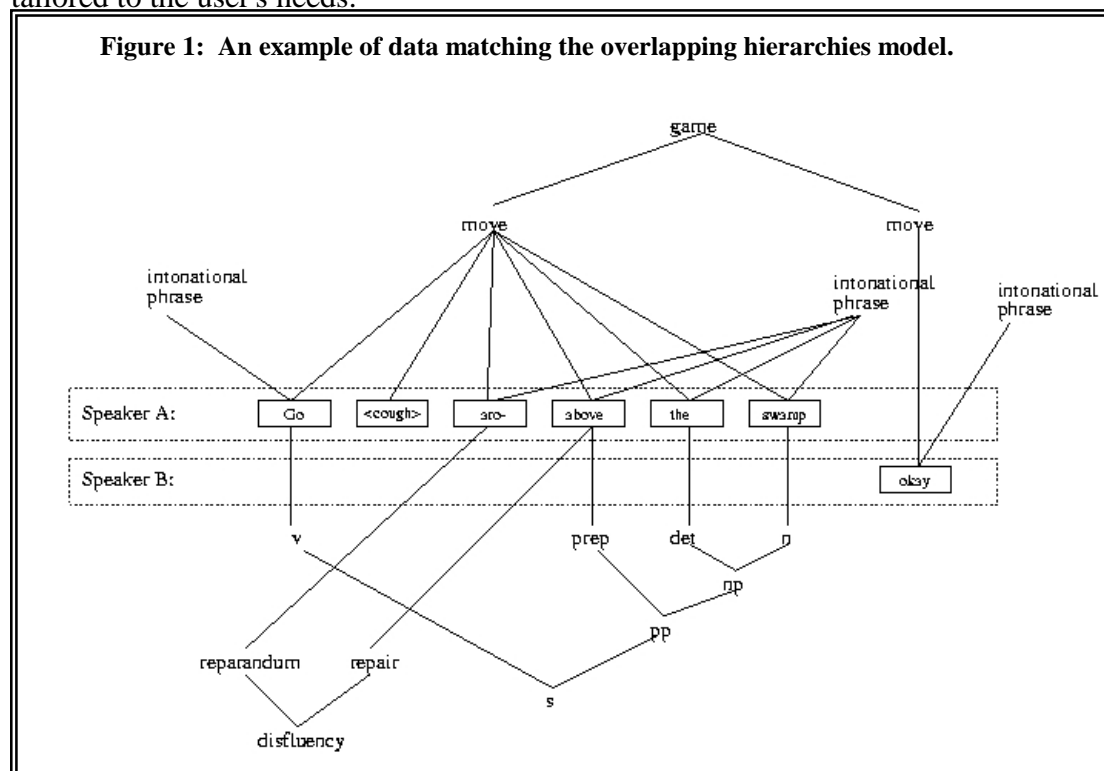 tailored to the user's needs.
Figure 1: An example of data matching the overlapping hierarchies model.
game
move move
intonational
phrase
intonational
phrase
intonational
phrase
Speaker A: Go <cough> aro- above the swamp
Speaker B: okay
v prep det n
np
pp
reparandum repair
s
disfluency